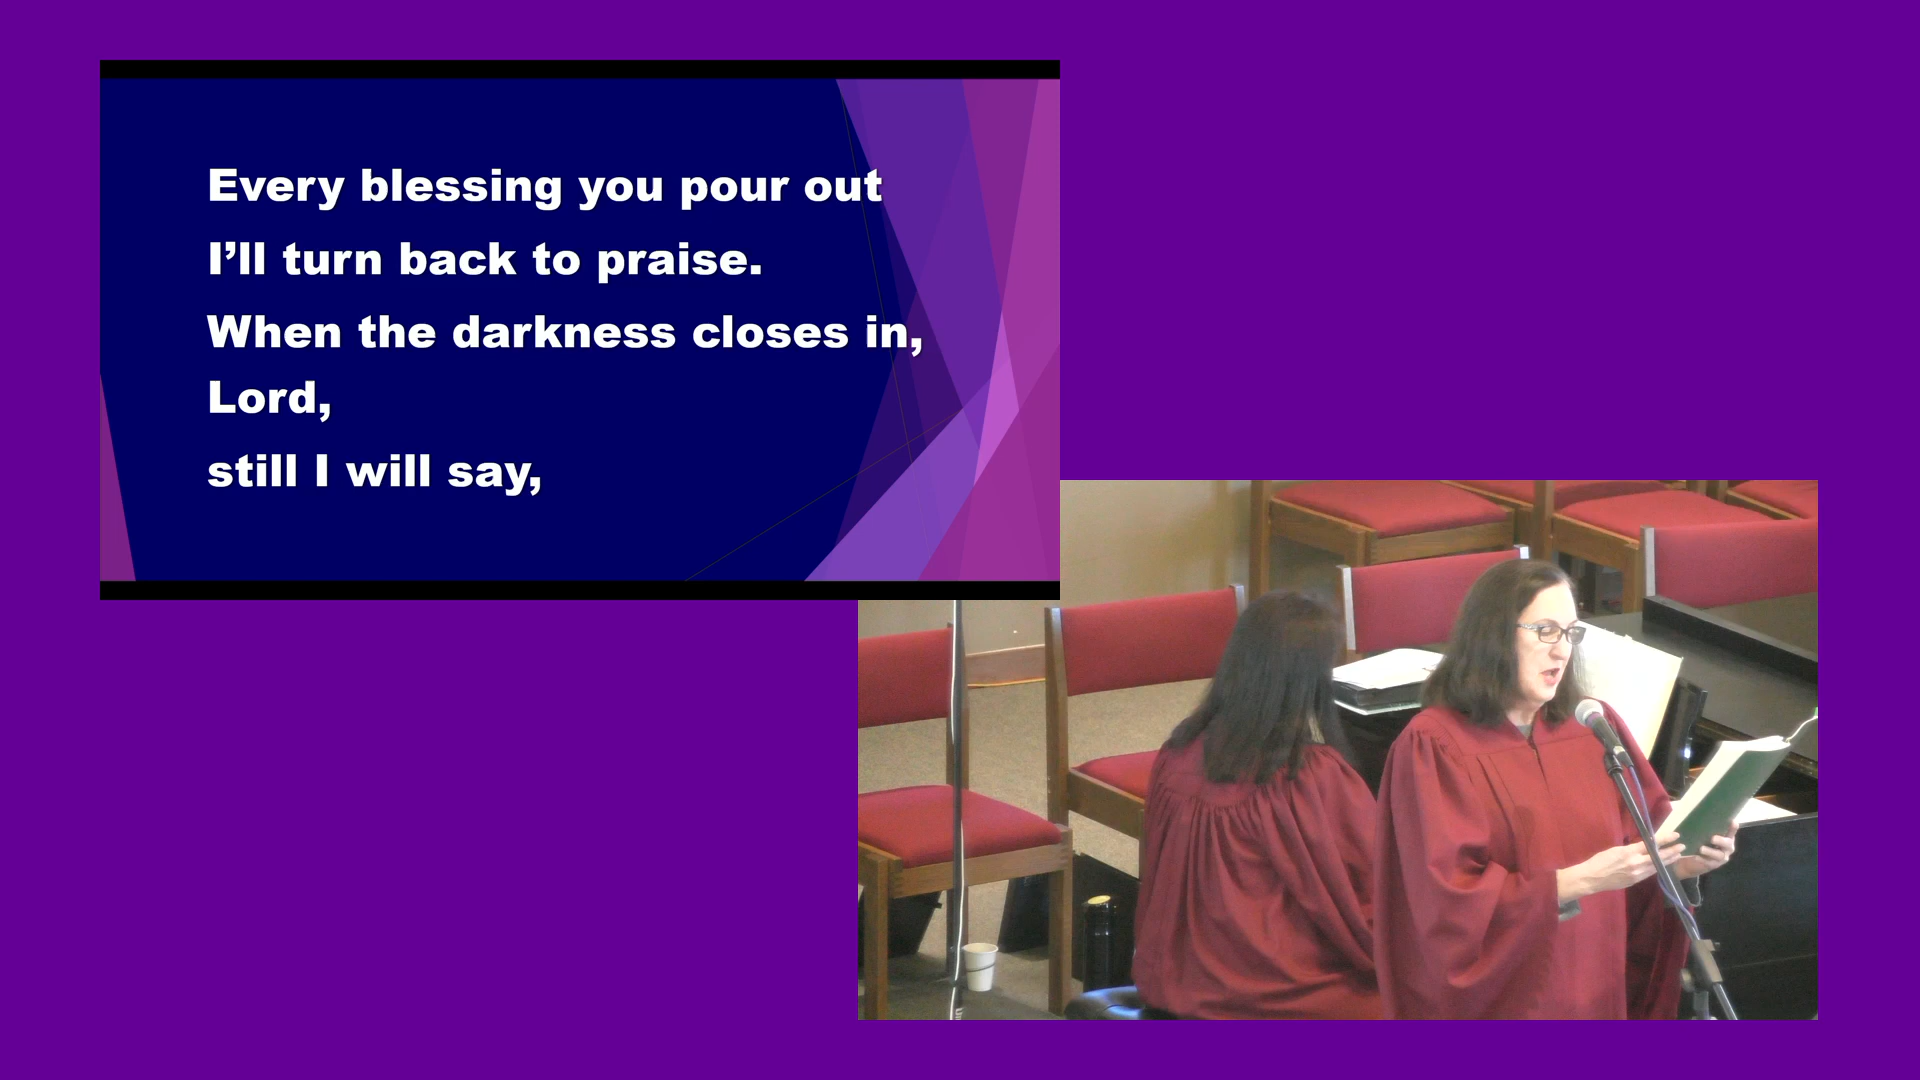 Every blessing you pour out
I’ll turn back to praise.
When the darkness closes in,
Lord,
still I will say,